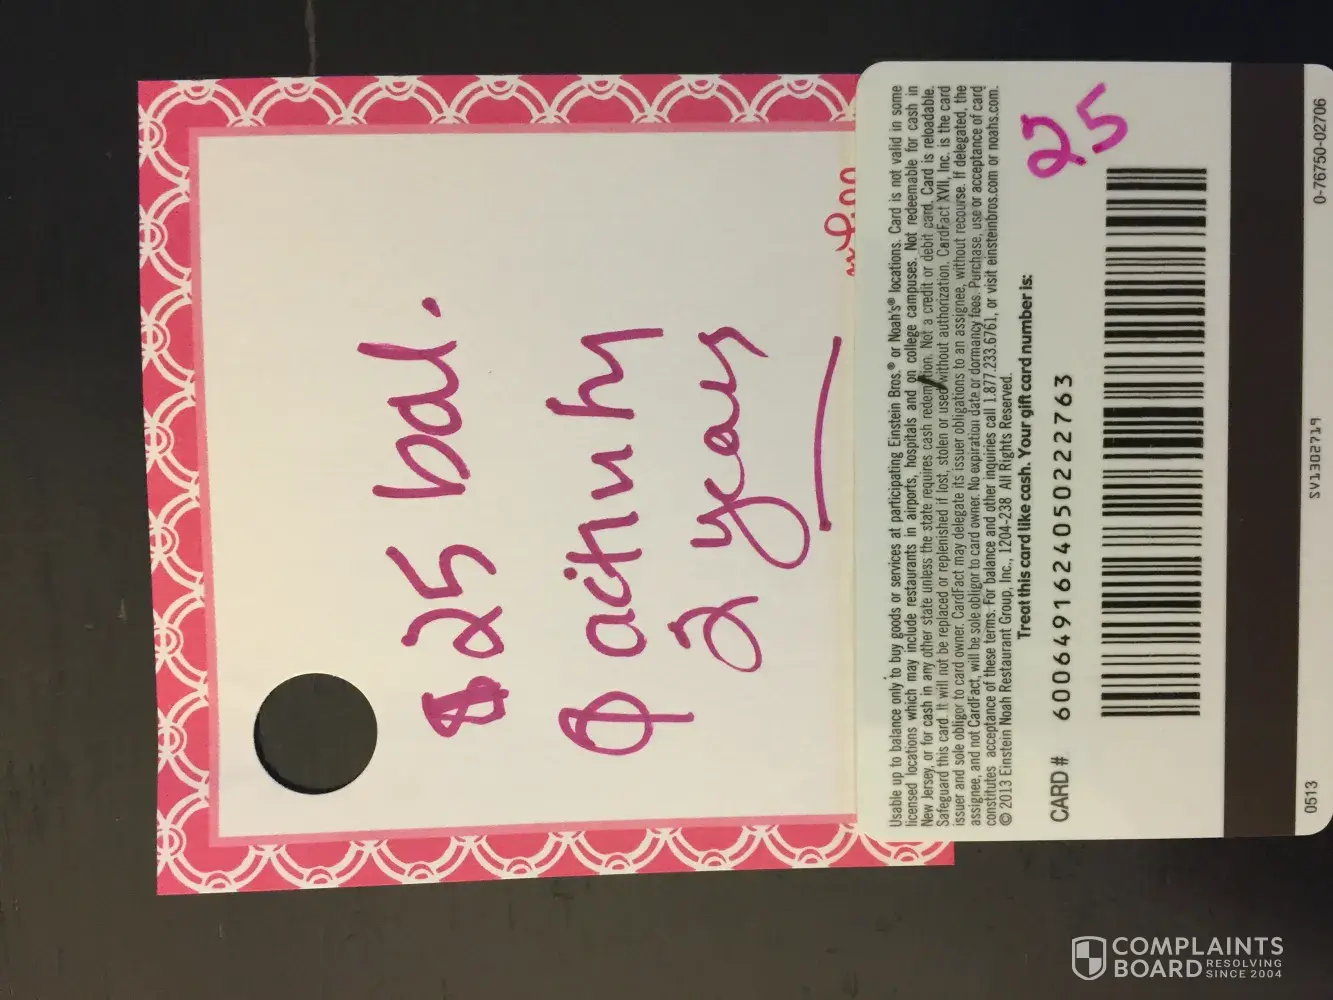 $25 bal.
0 activity
2 years
25
Usable up to balance only to buy goods or services at participating Einstein Bros.® or Noah's® locations. Card is not valid in some
licensed locations which may include restaurants in airports, hospitals and on college campuses. Not redeemable for cash in
New Jersey, or for cash in any other state unless the state requires cash redemption. Not a credit or debit card. Card is reloadable.
Safeguard this card. It will not be replaced or replenished if lost, stolen or used without authorization. CardFact XVII, Inc. is the card
issuer and sole obligor to card owner. CardFact may delegate its issuer obligations to an assignee, without recourse. If delegated, the
assignee, and not CardFact, will be sole obligor to card owner. No expiration date or dormancy fees. Purchase, use or acceptance of card
constitutes acceptance of these terms. For balance and other inquiries call 1.877.233.6761, or visit einsteinbros.com or noahs.com.
© 2013 Einstein Noah Restaurant Group, Inc., 1204-238 All Rights Reserved.
Treat this card like cash. Your gift card number is:
CARD # 6006491624050222763
0513 SV1302719 0-76750-02706
COMPLAINTS
BOARD RESOLVING
SINCE 2004